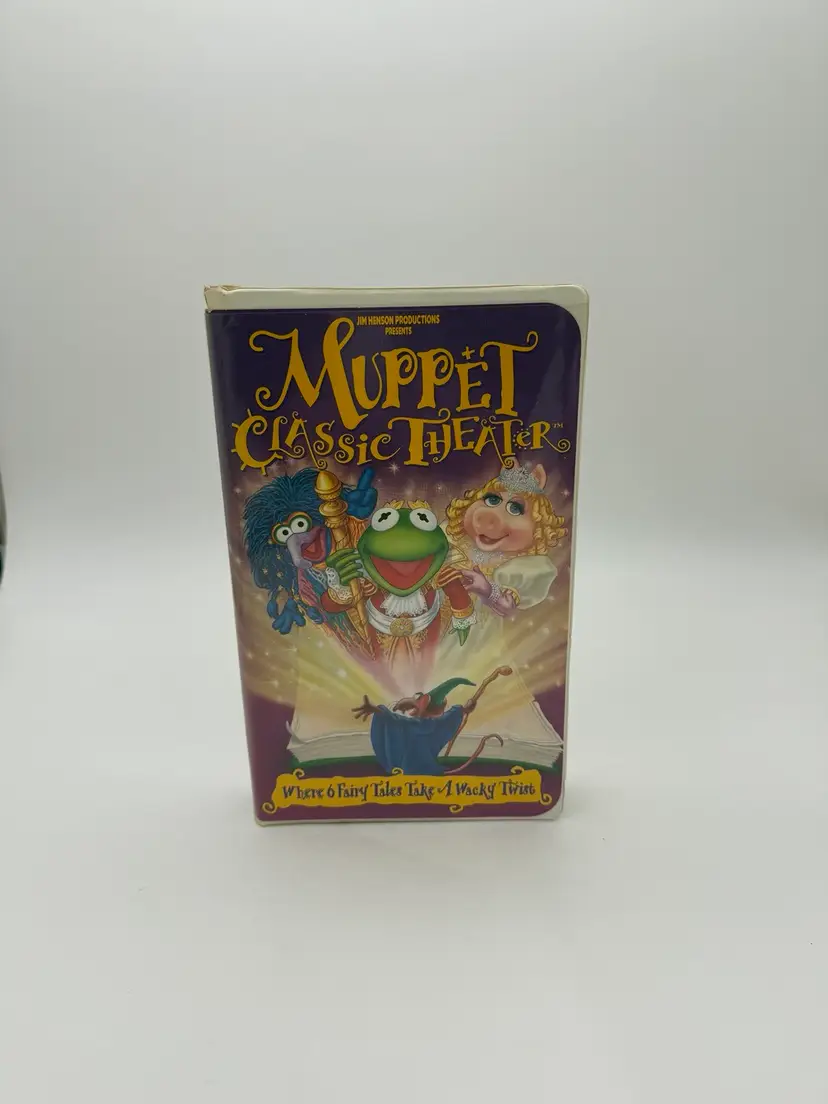 JIM HENSON PRODUCTIONS
PRESENTS
MUPPET
CLASSIC THEATER™
Where 6 Fairy Tales Take A Wacky Twist